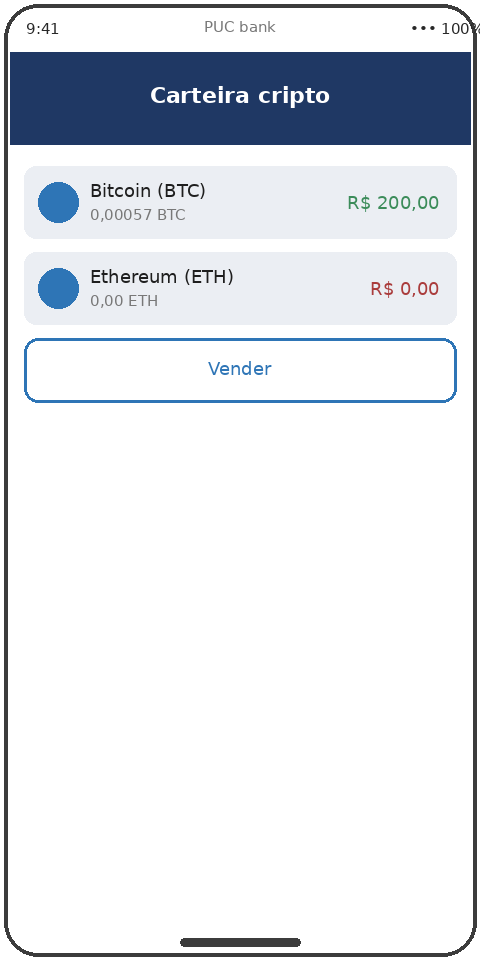 9:41 PUC bank ••• 100%
Carteira cripto
Bitcoin (BTC)
0,00057 BTC
R$ 200,00
Ethereum (ETH)
0,00 ETH
R$ 0,00
Vender